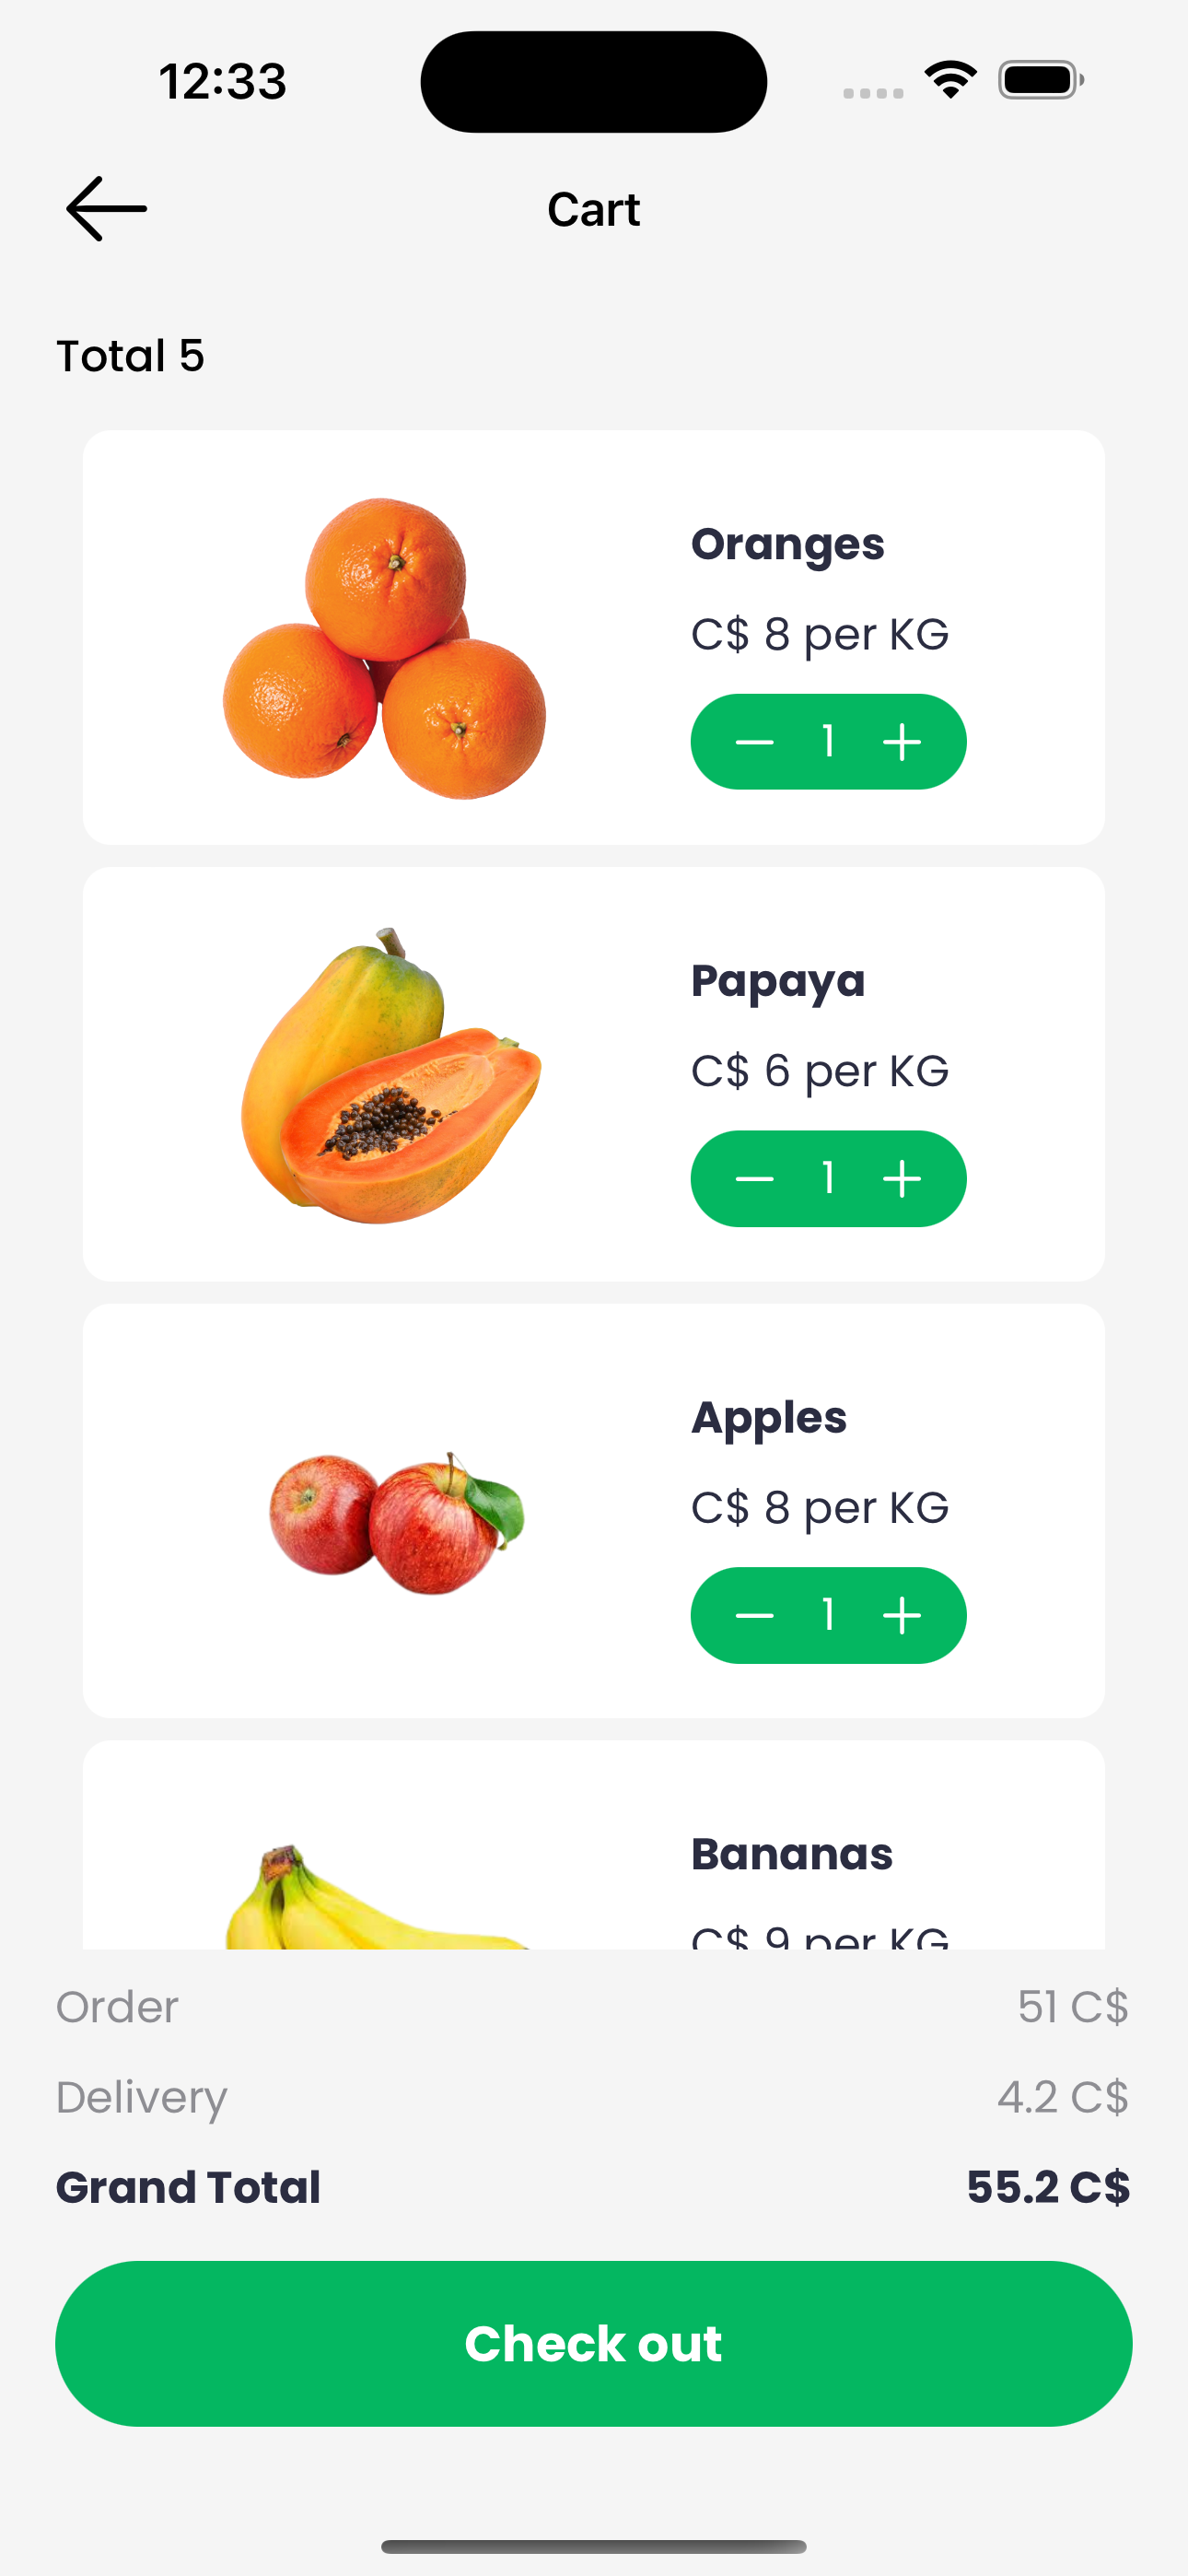 12:33
Cart
Total 5
Oranges
C$ 8 per KG
1
Papaya
C$ 6 per KG
1
Apples
C$ 8 per KG
1
Bananas
C$ 9 per KG
Order 51 C$
Delivery 4.2 C$
Grand Total 55.2 C$
Check out